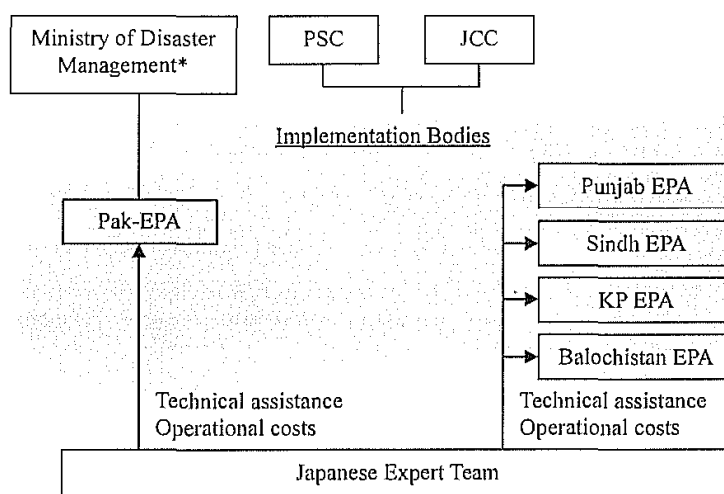 Ministry of Disaster
Management*
PSC
JCC
Implementation Bodies
Pak-EPA
Punjab EPA
Sindh EPA
KP EPA
Balochistan EPA
Technical assistance
Operational costs
Technical assistance
Operational costs
Japanese Expert Team